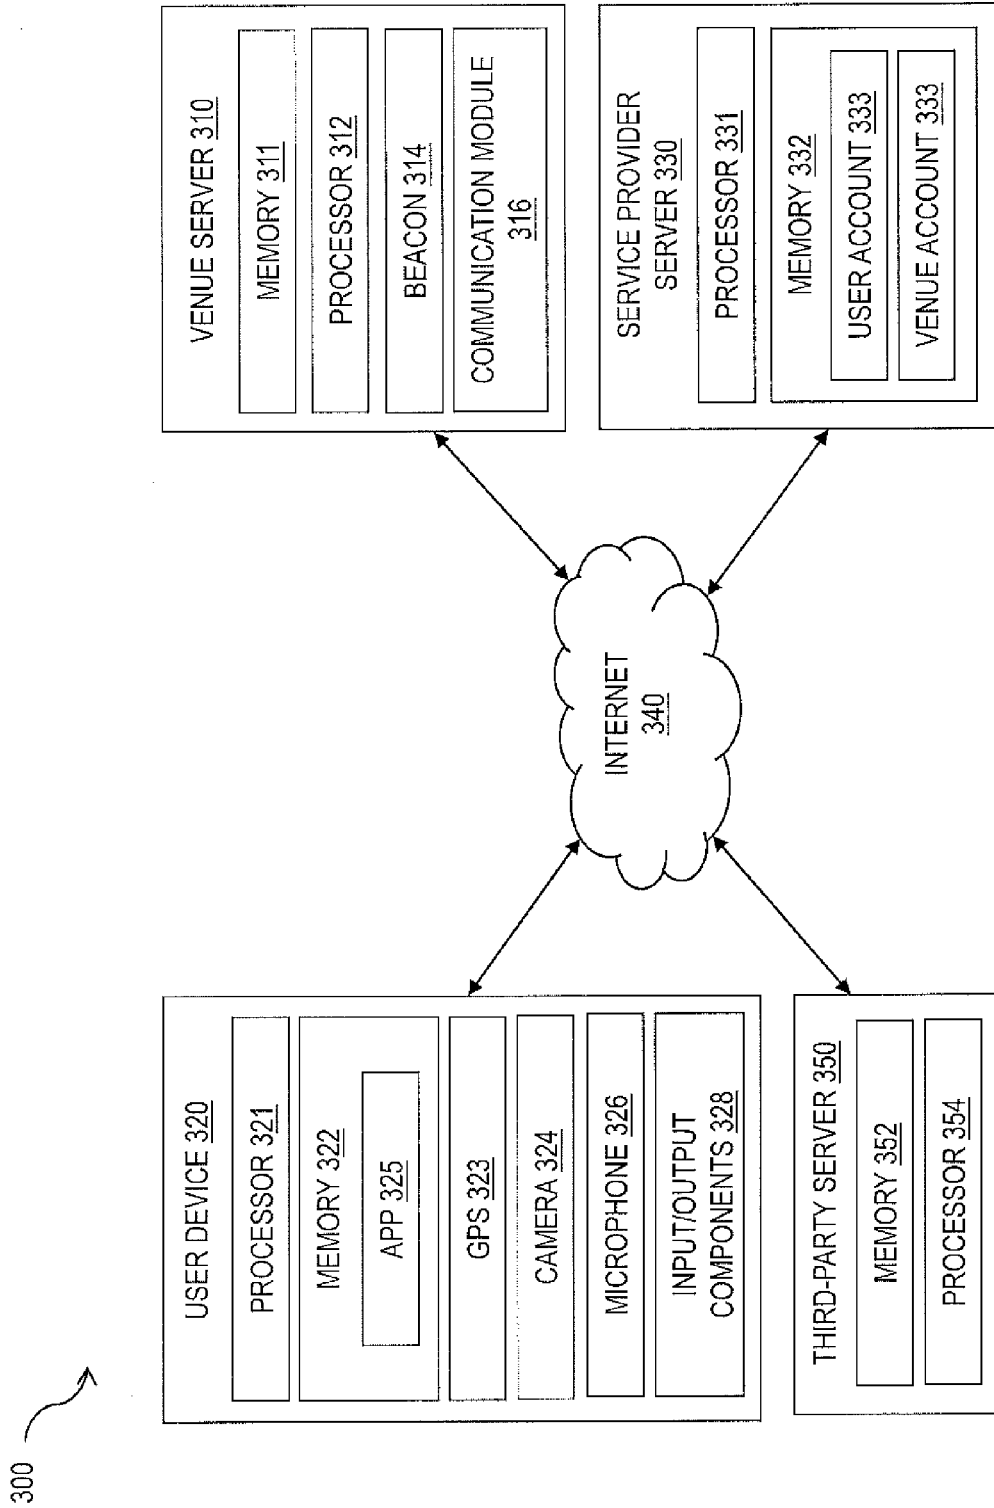 300
USER DEVICE 320
PROCESSOR 321
MEMORY 322
APP 325
GPS 323
CAMERA 324
MICROPHONE 326
INPUT/OUTPUT
COMPONENTS 328
THIRD-PARTY SERVER 350
MEMORY 352
PROCESSOR 354
INTERNET
340
VENUE SERVER 310
MEMORY 311
PROCESSOR 312
BEACON 314
COMMUNICATION MODULE
316
SERVICE PROVIDER
SERVER 330
PROCESSOR 331
MEMORY 332
USER ACCOUNT 333
VENUE ACCOUNT 333